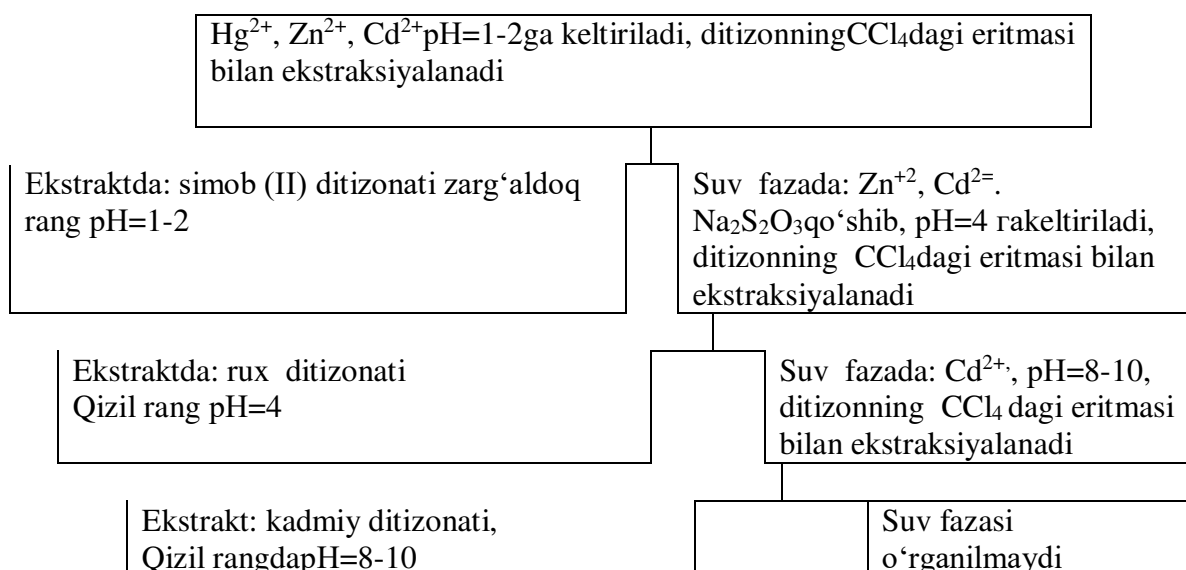 Hg²⁺, Zn²⁺, Cd²⁺pH=1-2ga keltiriladi, ditizonningCCl₄dagi eritmasi
bilan ekstraksiyalanadi
Ekstraktda: simob (II) ditizonati zarg‘aldoq
rang pH=1-2
Suv fazada: Zn⁺², Cd²⁼.
Na₂S₂O₃qo‘shib, pH=4 гakeltiriladi,
ditizonning CCl₄dagi eritmasi bilan
ekstraksiyalanadi
Ekstraktda: rux ditizonati
Qizil rang pH=4
Suv fazada: Cd²⁺, pH=8-10,
ditizonning CCl₄ dagi eritmasi
bilan ekstraksiyalanadi
Ekstrakt: kadmiy ditizonati,
Qizil rangdapH=8-10
Suv fazasi
o‘rganilmaydi